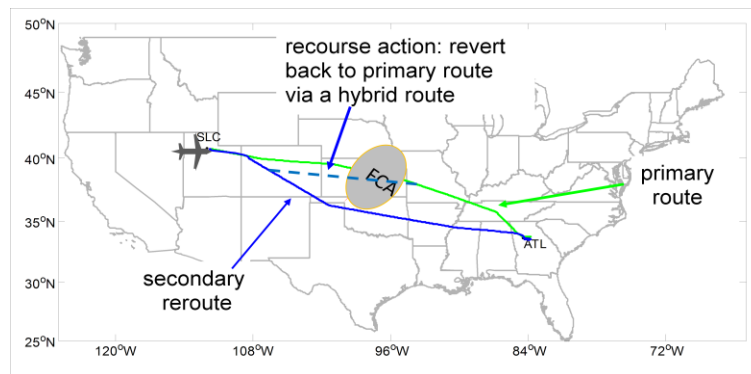 50°N
recourse action: revert
back to primary route
via a hybrid route
45°N
SLC
40°N
ECA
primary
route
35°N
ATL
secondary
reroute
30°N
25°N
120°W
108°W
96°W
84°W
72°W